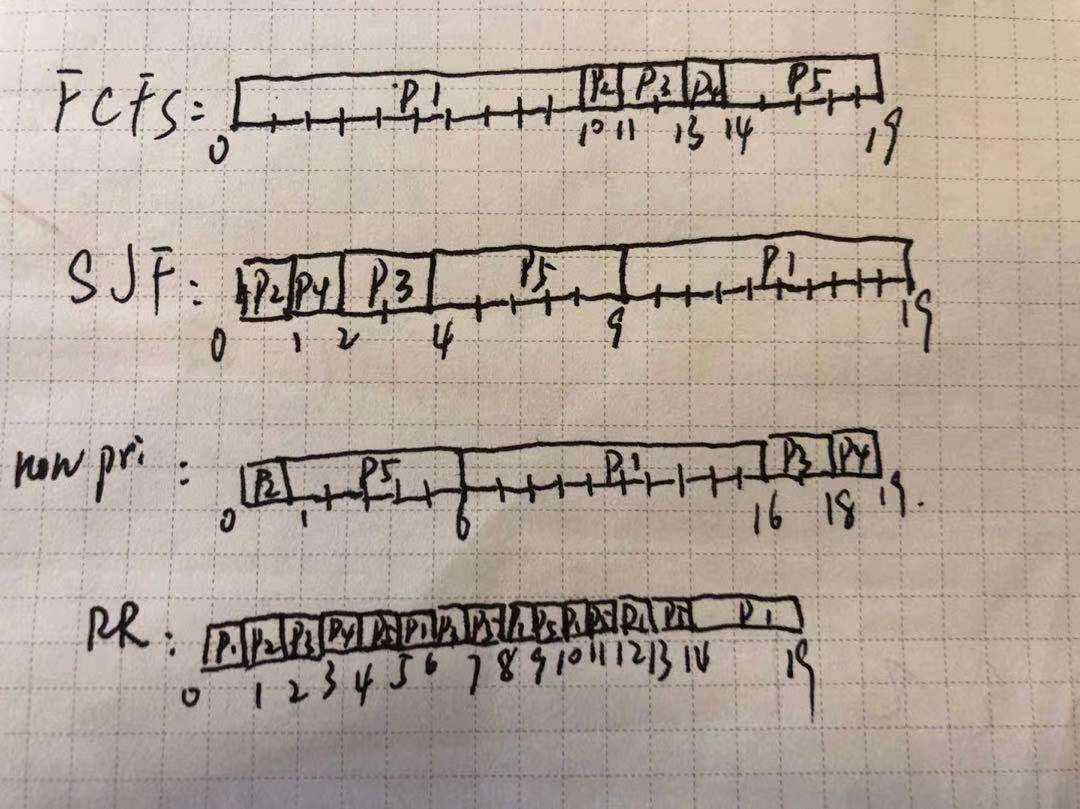 FCFS: P1 P2 P3 P4 P5
0 10 11 13 14 19
SJF: P2 P4 P3 P5 P1
0 1 2 4 9 19
non pri: P2 P5 P1 P3 P4
0 1 6 16 18 19.
RR: P1 P2 P3 P4 P5 P1 P3 P5 P1 P5 P1 P5 P1 P5 P1
0 1 2 3 4 5 6 7 8 9 10 11 12 13 14 19